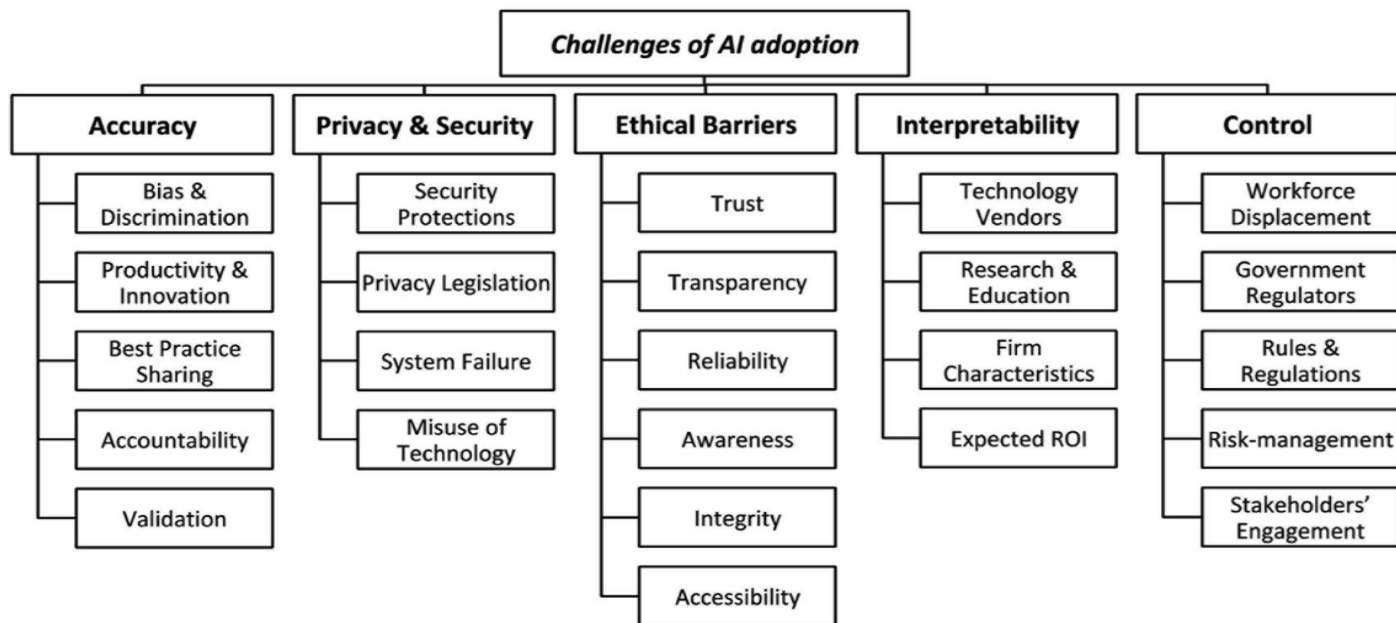 Challenges of AI adoption
Accuracy
Bias &
Discrimination
Productivity &
Innovation
Best Practice
Sharing
Accountability
Validation
Privacy & Security
Security
Protections
Privacy Legislation
System Failure
Misuse of
Technology
Ethical Barriers
Trust
Transparency
Reliability
Awareness
Integrity
Accessibility
Interpretability
Technology
Vendors
Research &
Education
Firm
Characteristics
Expected ROI
Control
Workforce
Displacement
Government
Regulators
Rules &
Regulations
Risk-management
Stakeholders’
Engagement